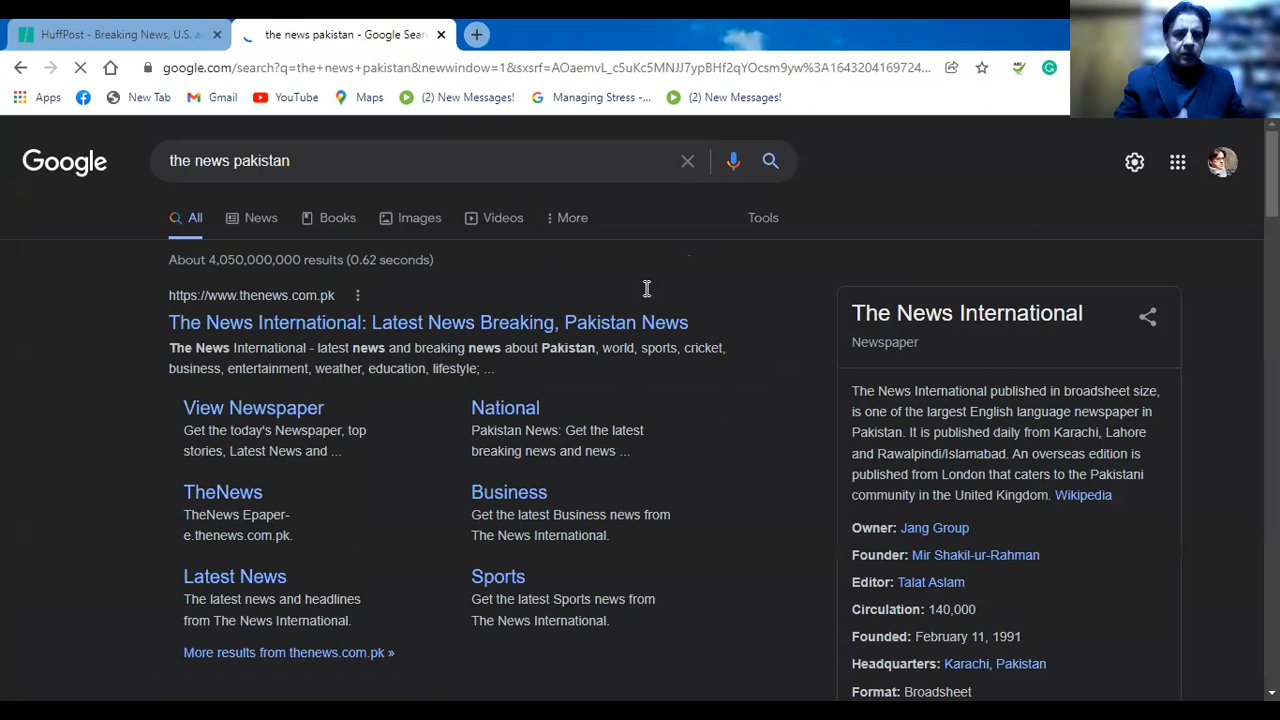 HuffPost - Breaking News, U.S. a
the news pakistan - Google Sear
google.com/search?q=the+news+pakistan&newwindow=1&sxsrf=AOaemvL_c5uKc5MNJJ7ypBHf2qYOcsm9yw%3A1643204169724...
Apps
New Tab
Gmail
YouTube
Maps
(2) New Messages!
Managing Stress -...
(2) New Messages!
Google
the news pakistan
All
News
Books
Images
Videos
More
Tools
About 4,050,000,000 results (0.62 seconds)
https://www.thenews.com.pk
The News International: Latest News Breaking, Pakistan News
The News International - latest news and breaking news about Pakistan, world, sports, cricket,
business, entertainment, weather, education, lifestyle; ...
View Newspaper
Get the today's Newspaper, top
stories, Latest News and ...
National
Pakistan News: Get the latest
breaking news and news ...
TheNews
TheNews Epaper-
e.thenews.com.pk.
Business
Get the latest Business news from
The News International.
Latest News
The latest news and headlines
from The News International.
Sports
Get the latest Sports news from
The News International.
More results from thenews.com.pk »
The News International
Newspaper
The News International published in broadsheet size,
is one of the largest English language newspaper in
Pakistan. It is published daily from Karachi, Lahore
and Rawalpindi/Islamabad. An overseas edition is
published from London that caters to the Pakistani
community in the United Kingdom. Wikipedia
Owner: Jang Group
Founder: Mir Shakil-ur-Rahman
Editor: Talat Aslam
Circulation: 140,000
Founded: February 11, 1991
Headquarters: Karachi, Pakistan
Format: Broadsheet